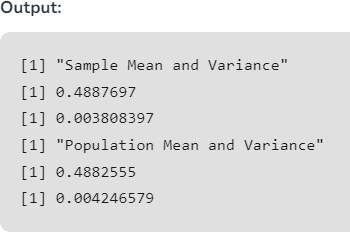 Output:
[1] "Sample Mean and Variance"
[1] 0.4887697
[1] 0.003808397
[1] "Population Mean and Variance"
[1] 0.4882555
[1] 0.004246579